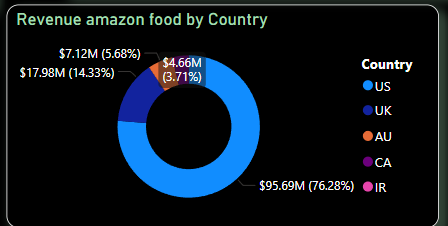 Revenue amazon food by Country
$7.12M (5.68%)
$4.66M
(3.71%)
$17.98M (14.33%)
$95.69M (76.28%)
Country
US
UK
AU
CA
IR